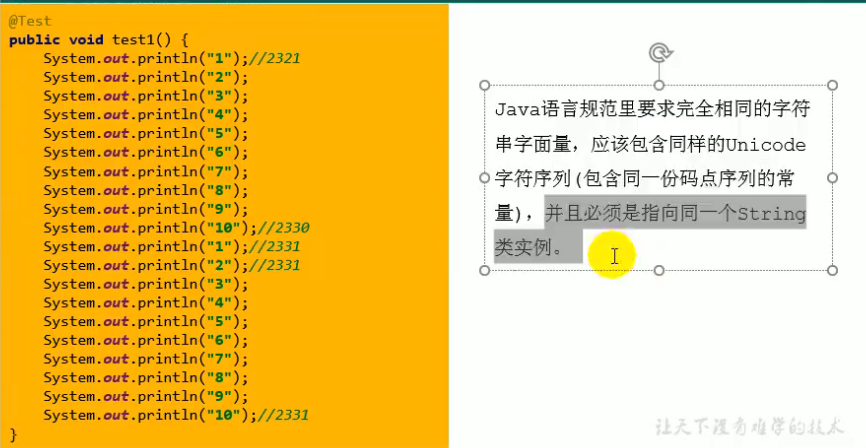 @Test
public void test1() {
System.out.println("1");//2321
System.out.println("2");
System.out.println("3");
System.out.println("4");
System.out.println("5");
System.out.println("6");
System.out.println("7");
System.out.println("8");
System.out.println("9");
System.out.println("10");//2330
System.out.println("1");//2331
System.out.println("2");//2331
System.out.println("3");
System.out.println("4");
System.out.println("5");
System.out.println("6");
System.out.println("7");
System.out.println("8");
System.out.println("9");
System.out.println("10");//2331
}
Java语言规范里要求完全相同的字符
串字面量，应该包含同样的Unicode
字符序列(包含同一份码点序列的常
量)，并且必须是指向同一个String
类实例。
让天下没有难学的技术